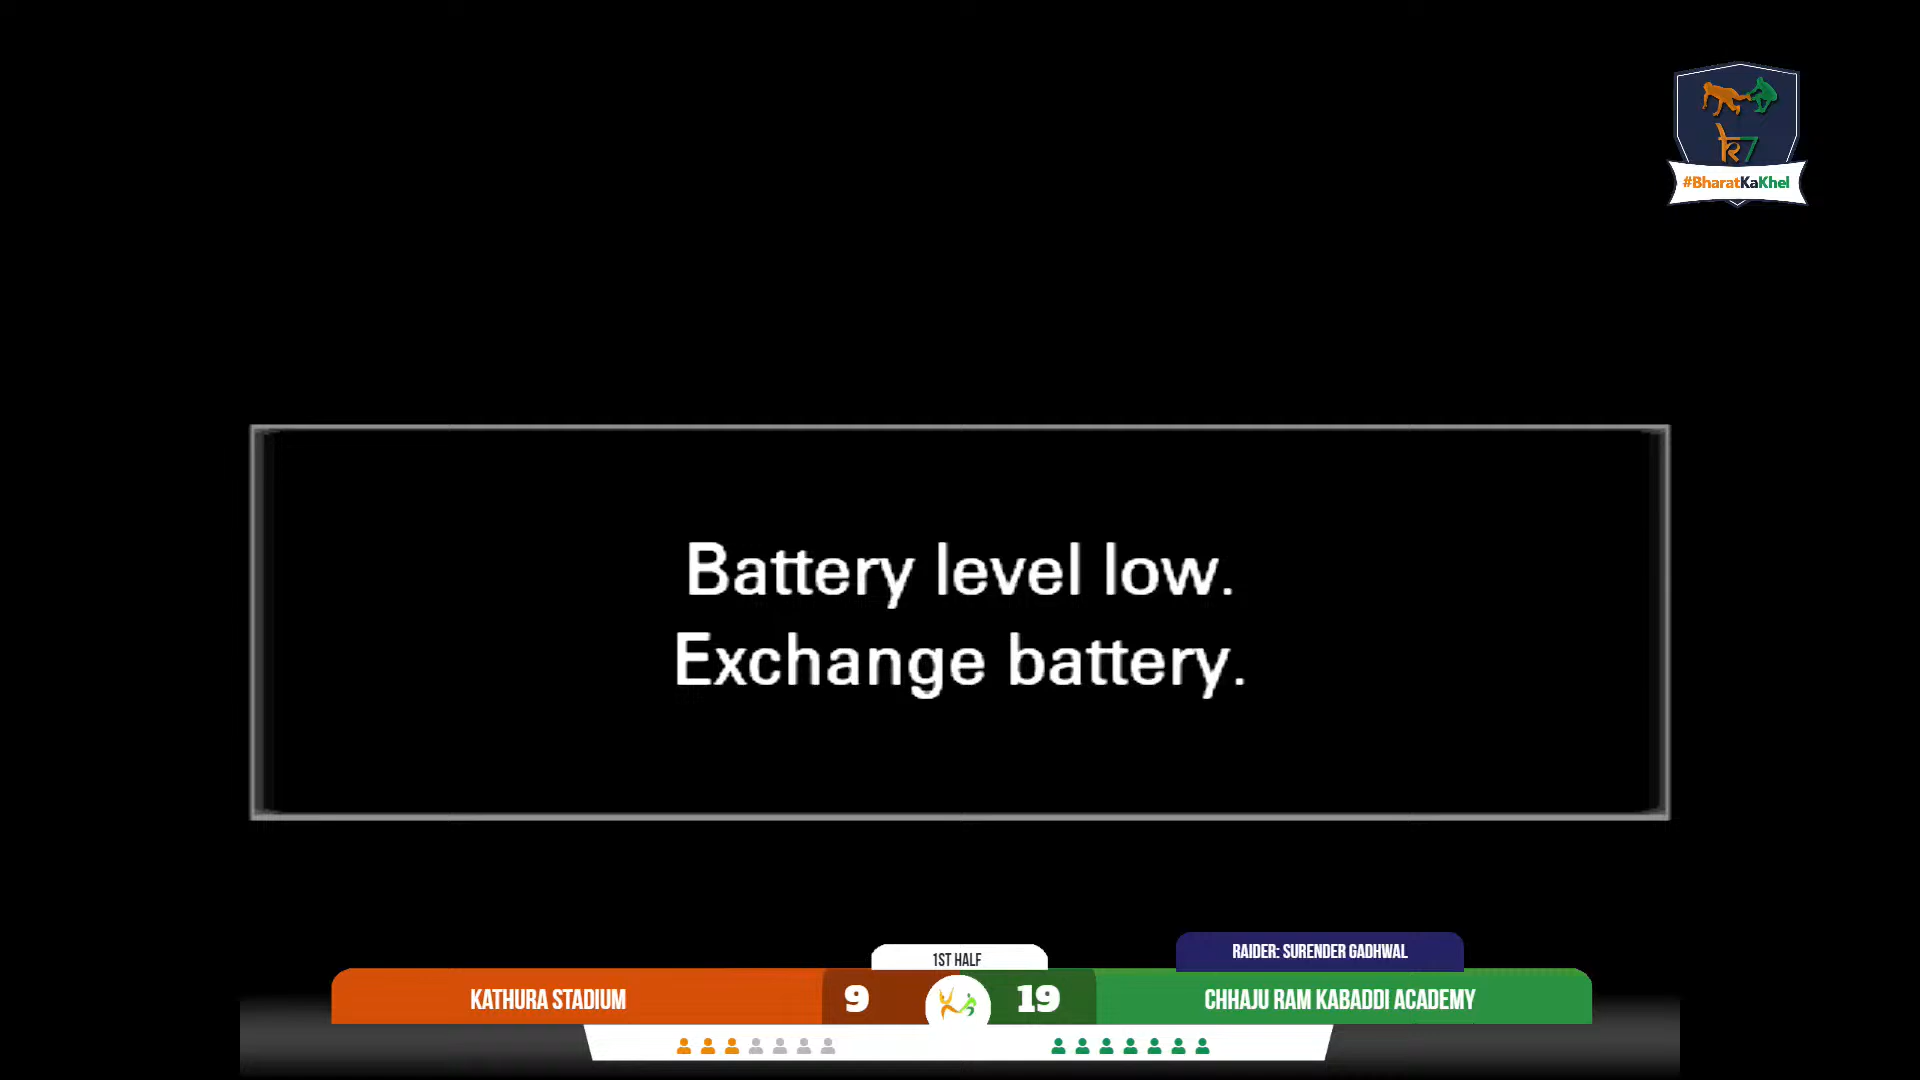 के7
#BharatKaKhel
Battery level low.
Exchange battery.
RAIDER: SURENDER GADHWAL
1ST HALF
KATHURA STADIUM
9
19
CHHAJU RAM KABADDI ACADEMY